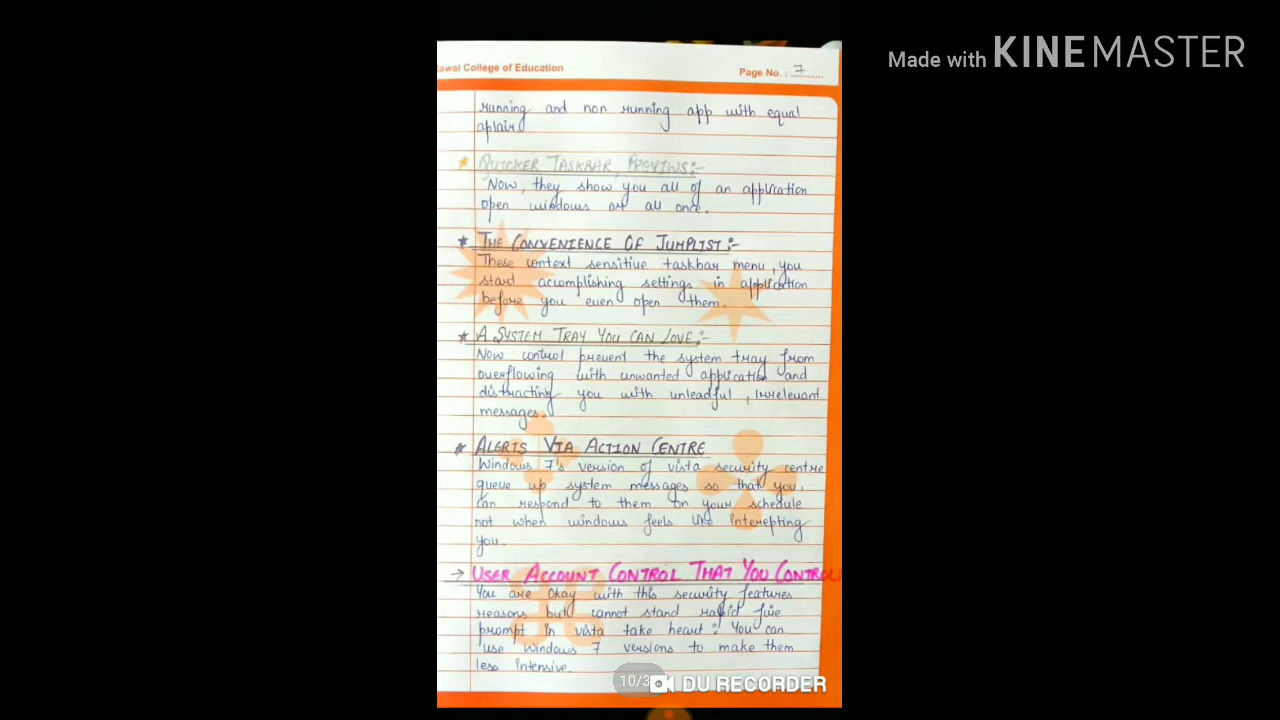 Made with KINEMASTER
Rawal College of Education
Page No. : 7
running and non running app with equal
aplair.
* QUICKER TASKBAR, PREVIWS:-
Now, they show you all of an application
open windows at all once.
* THE CONVENIENCE OF JUMPLIST:-
These context sensitive taskbay menu, you
start accomplishing settings in application
before you even open them.
* A SYSTEM TRAY YOU CAN LOVE:-
Now control prevent the system tray from
overflowing with unwanted application and
distracting you with unleadful, irrelevant
messages.
* ALERTS VIA ACTION CENTRE
Windows 7's version of vista security centre
queue up system messages so that you.
can respond to them on your schedule
not when windows feels like interepting
you.
→ USER ACCOUNT CONTROL THAT YOU CONTROL
You are okay with this security features
reasons but cannot stand rapid fire
prompt in vista take heart: You can
use windows 7 versions to make them
less intensive.
10/3
DU RECORDER